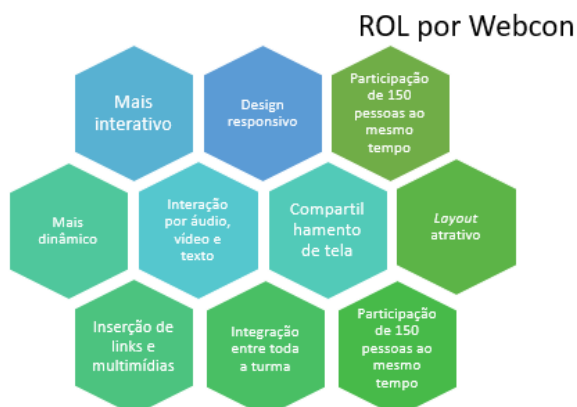 ROL por Webcon
Mais
interativo
Design
responsivo
Participação
de 150
pessoas ao
mesmo
tempo
Mais
dinâmico
Interação
por áudio,
vídeo e
texto
Compartil
hamento
de tela
Layout
atrativo
Inserção de
links e
multimídias
Integração
entre toda
a turma
Participação
de 150
pessoas ao
mesmo
tempo